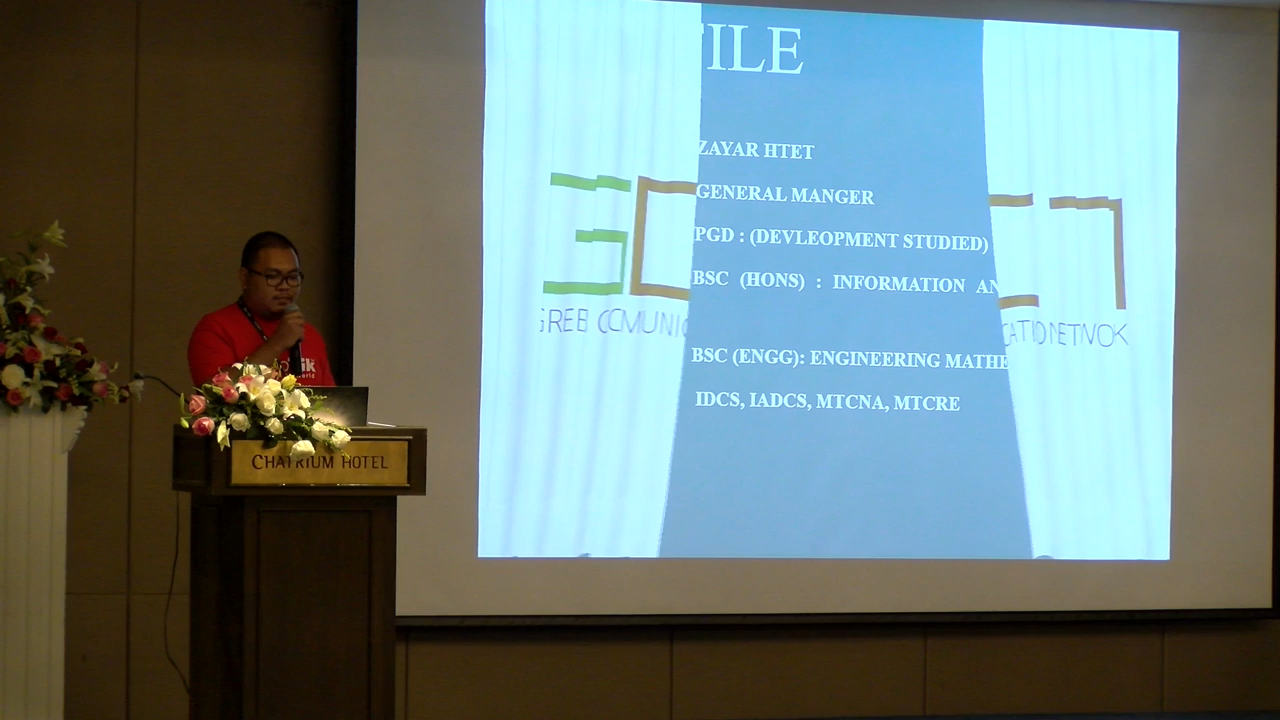 ILE
ZAYAR HTET
GENERAL MANGER
PGD : (DEVLEOPMENT STUDIED)
BSC (HONS) : INFORMATION AN
BSC (ENGG): ENGINEERING MATHE
IDCS, IADCS, MTCNA, MTCRE
CHATRIUM HOTEL